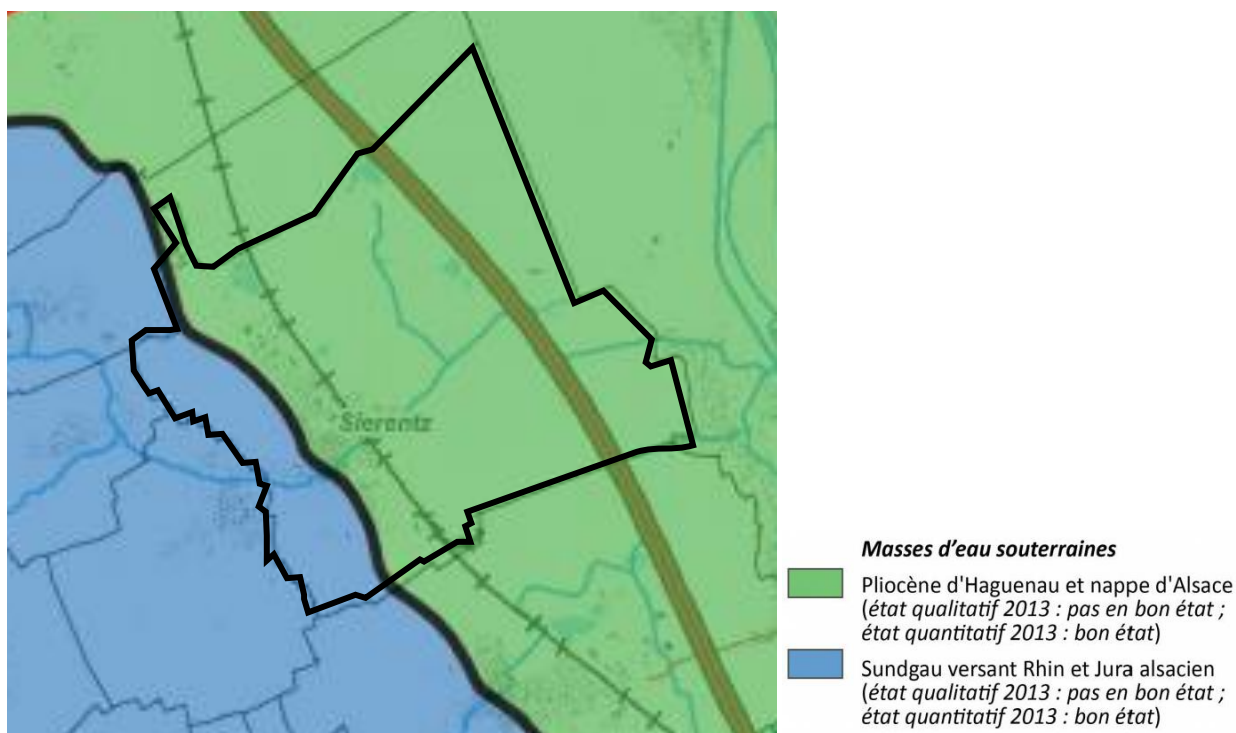 Sierentz
Masses d'eau souterraines
Pliocène d'Haguenau et nappe d'Alsace
(état qualitatif 2013 : pas en bon état ;
état quantitatif 2013 : bon état)
Sundgau versant Rhin et Jura alsacien
(état qualitatif 2013 : pas en bon état ;
état quantitatif 2013 : bon état)